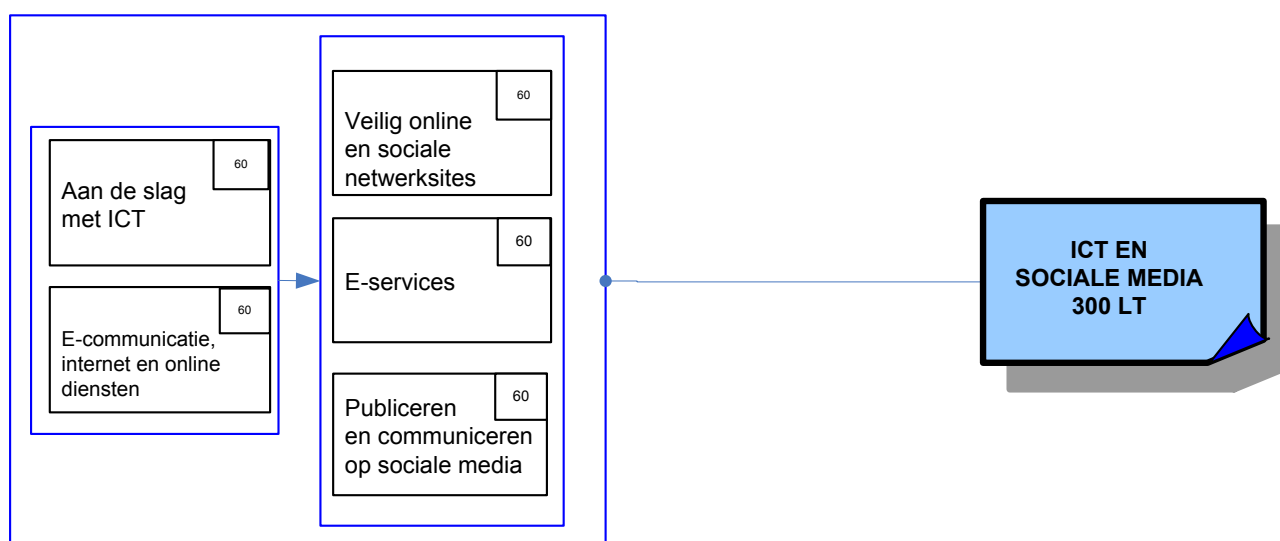 60
Aan de slag
met ICT
60
E-communicatie,
internet en online
diensten
60
Veilig online
en sociale
netwerksites
60
E-services
60
Publiceren
en communiceren
op sociale media
ICT EN
SOCIALE MEDIA
300 LT